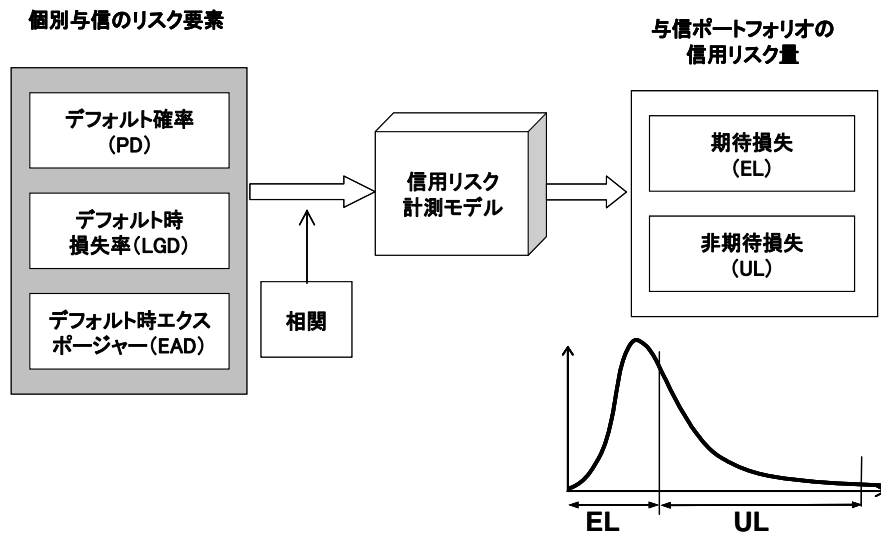 個別与信のリスク要素
与信ポートフォリオの
信用リスク量
デフォルト確率
(PD)
デフォルト時
損失率(LGD)
デフォルト時エクス
ポージャー(EAD)
相関
信用リスク
計測モデル
期待損失
(EL)
非期待損失
(UL)
EL
UL